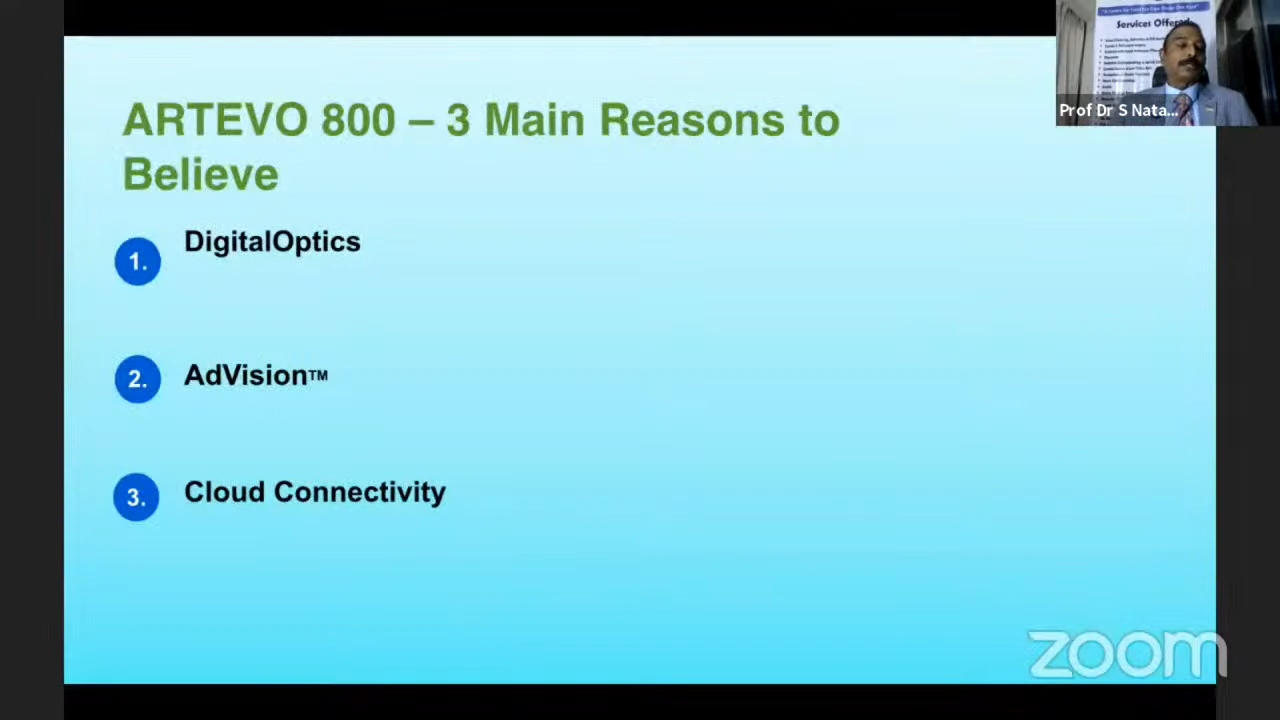 ARTEVO 800 – 3 Main Reasons to
Believe
1. DigitalOptics
2. AdVision™
3. Cloud Connectivity
Services Offered
Prof Dr S Nata...
zoom